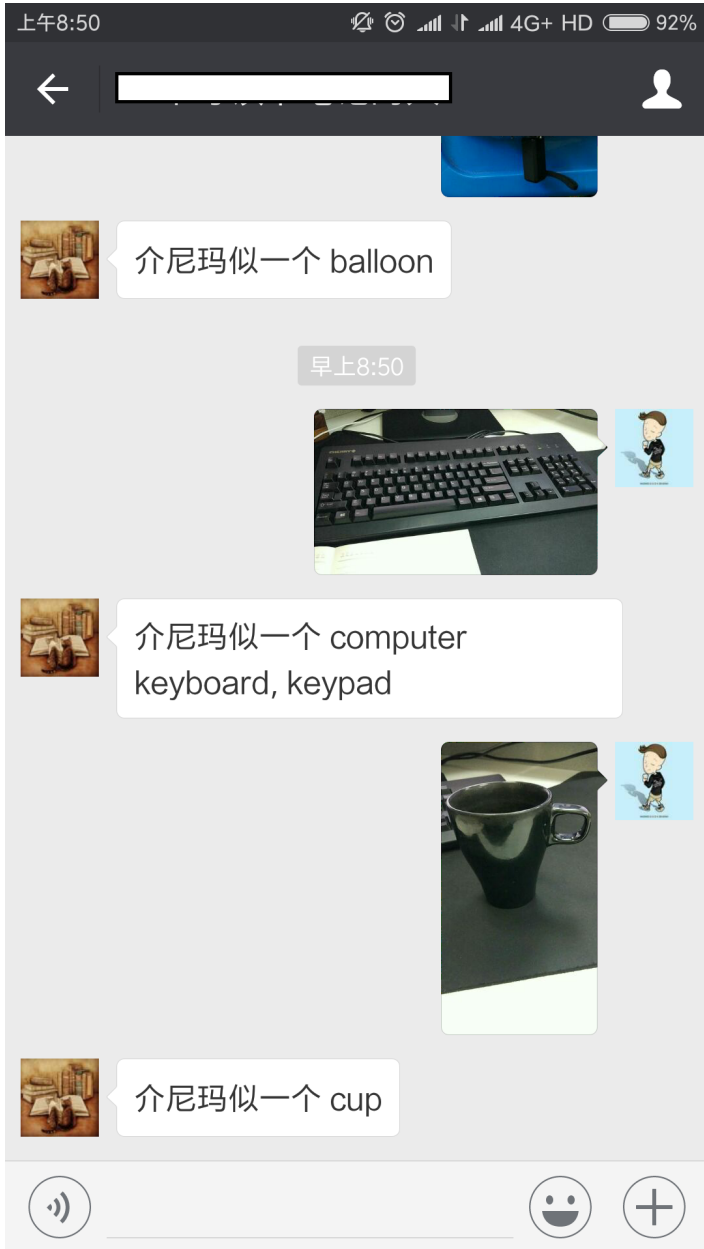 上午8:50
4G+ HD 92%
介尼玛似一个 balloon
早上8:50
介尼玛似一个 computer
keyboard, keypad
介尼玛似一个 cup